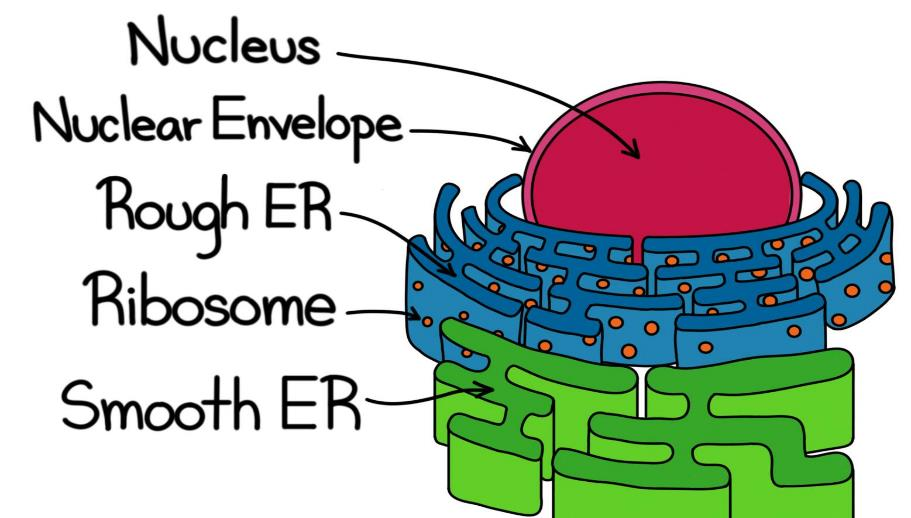 Nucleus
Nuclear Envelope
Rough ER
Ribosome
Smooth ER